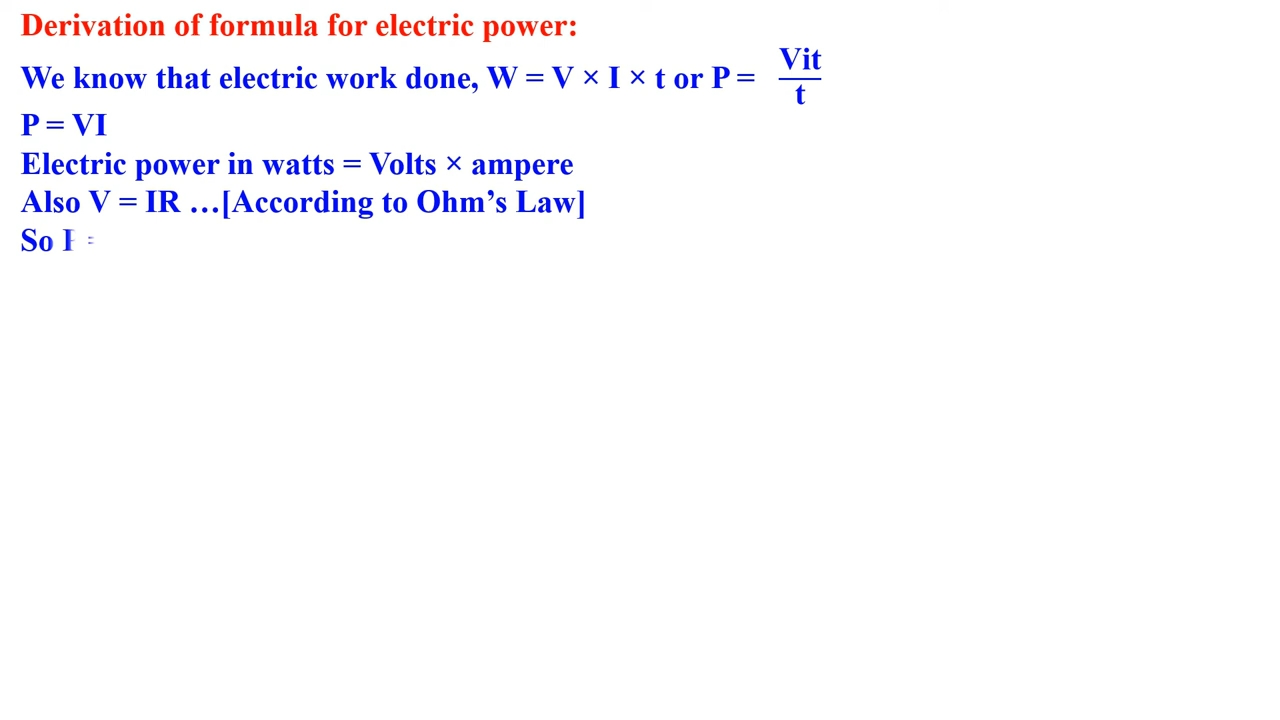 Derivation of formula for electric power:
We know that electric work done, W = V × I × t or P = Vit/t
P = VI
Electric power in watts = Volts × ampere
Also V = IR …[According to Ohm’s Law]
So P =